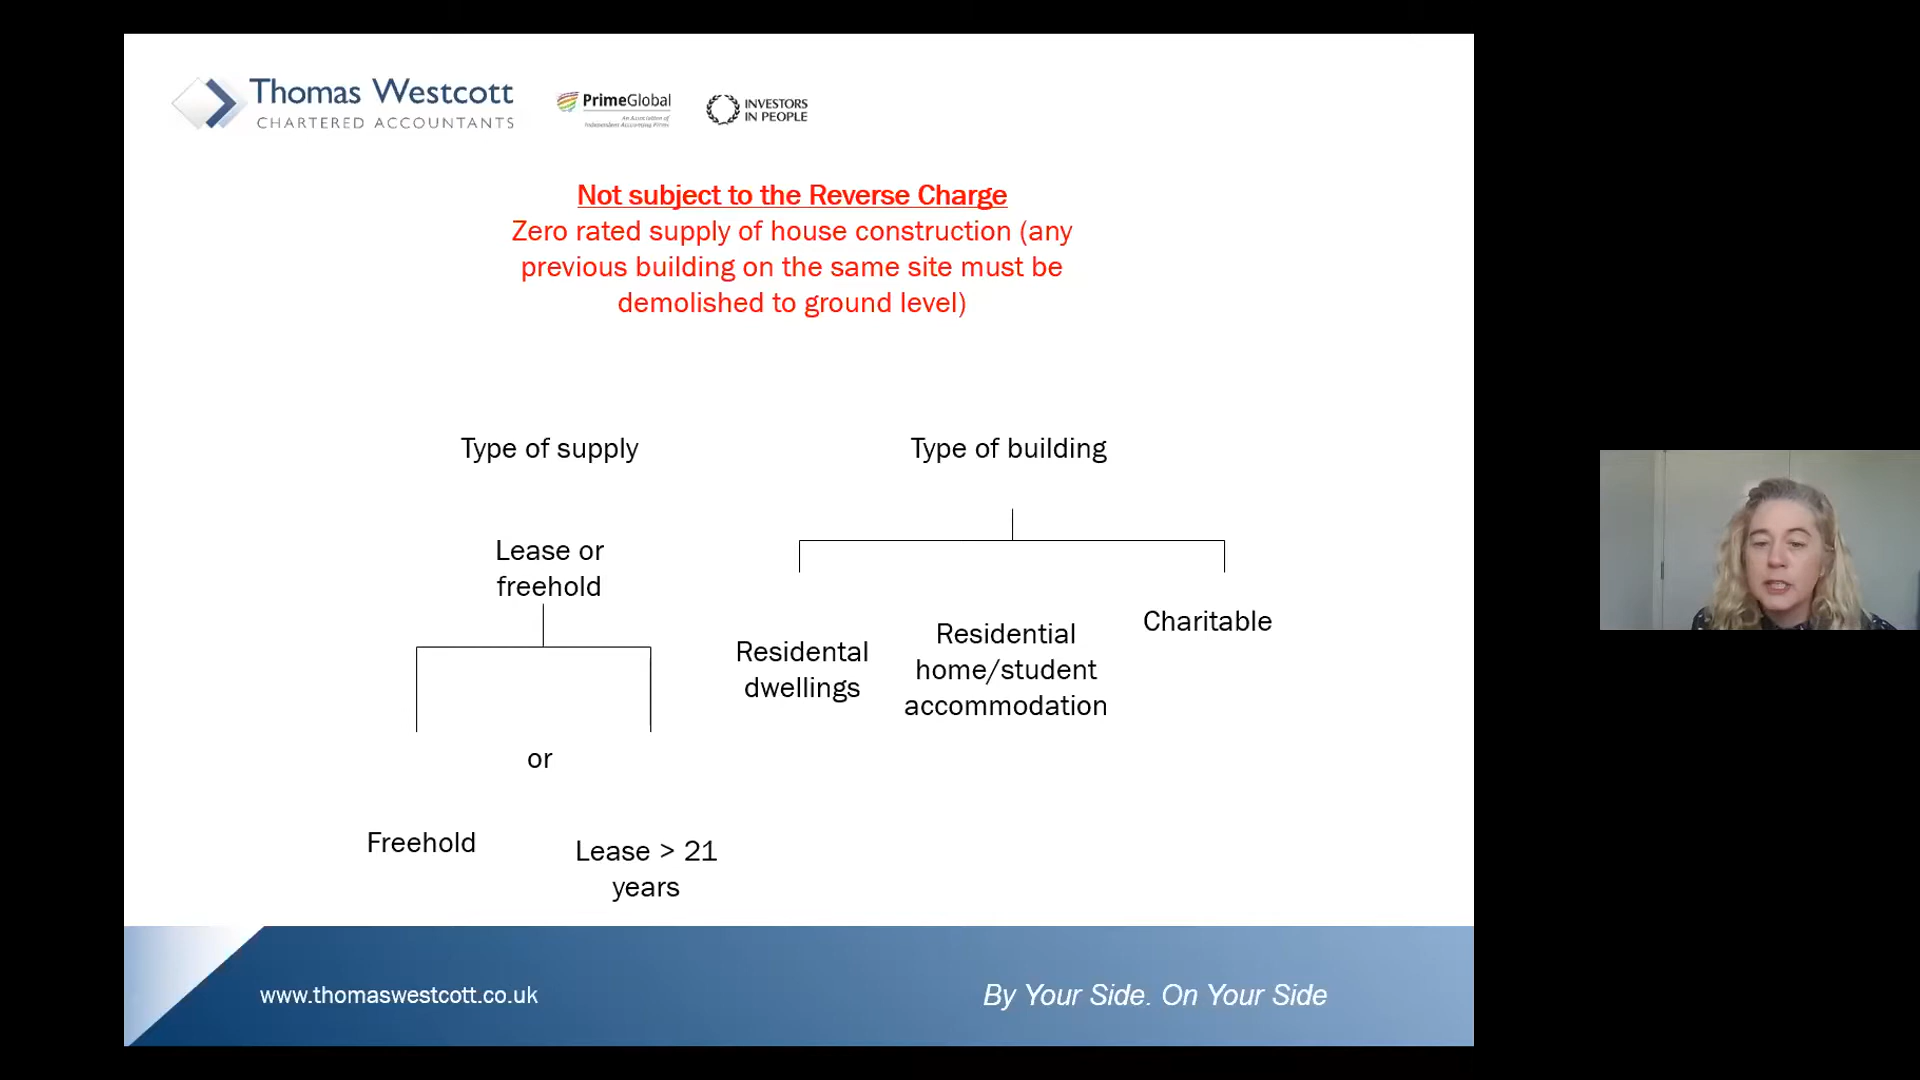 Thomas Westcott
CHARTERED ACCOUNTANTS
PrimeGlobal
An Association of
Independent Accounting Firms
INVESTORS
IN PEOPLE
Not subject to the Reverse Charge
Zero rated supply of house construction (any
previous building on the same site must be
demolished to ground level)
Type of supply
Type of building
Lease or
freehold
Residental
dwellings
Residential
home/student
accommodation
Charitable
or
Freehold
Lease > 21
years
www.thomaswestcott.co.uk
By Your Side. On Your Side